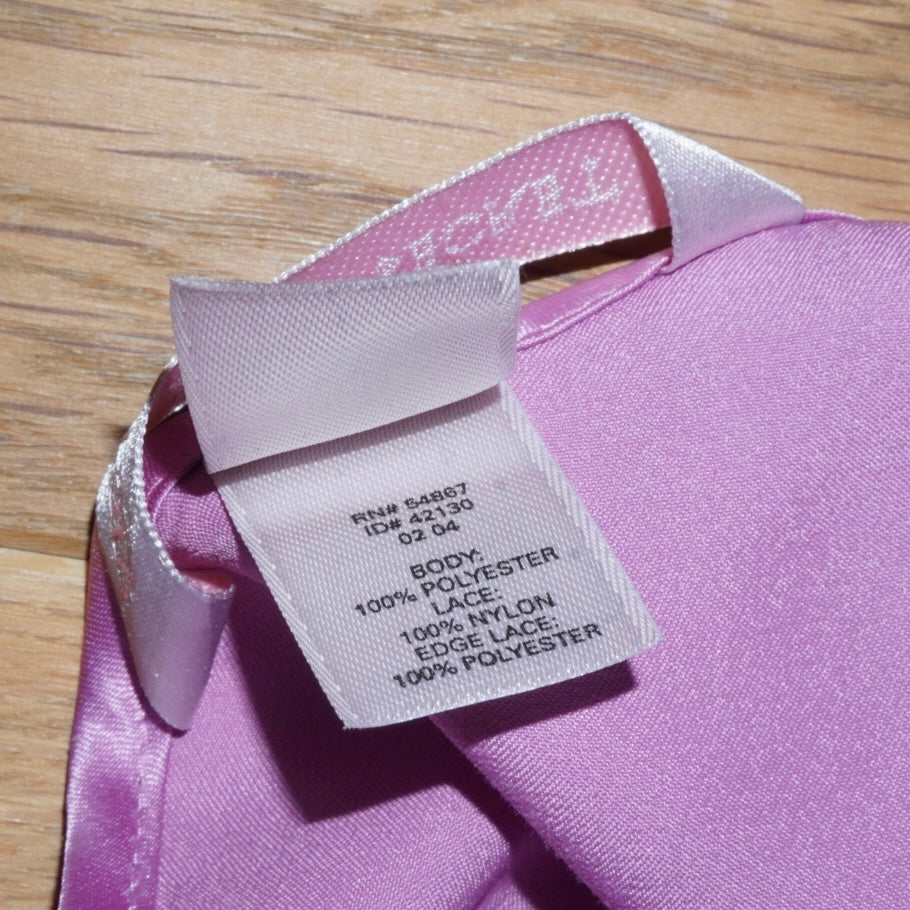 RN# 54867
ID# 42130
02 04
BODY:
100% POLYESTER
LACE:
100% NYLON
EDGE LACE:
100% POLYESTER